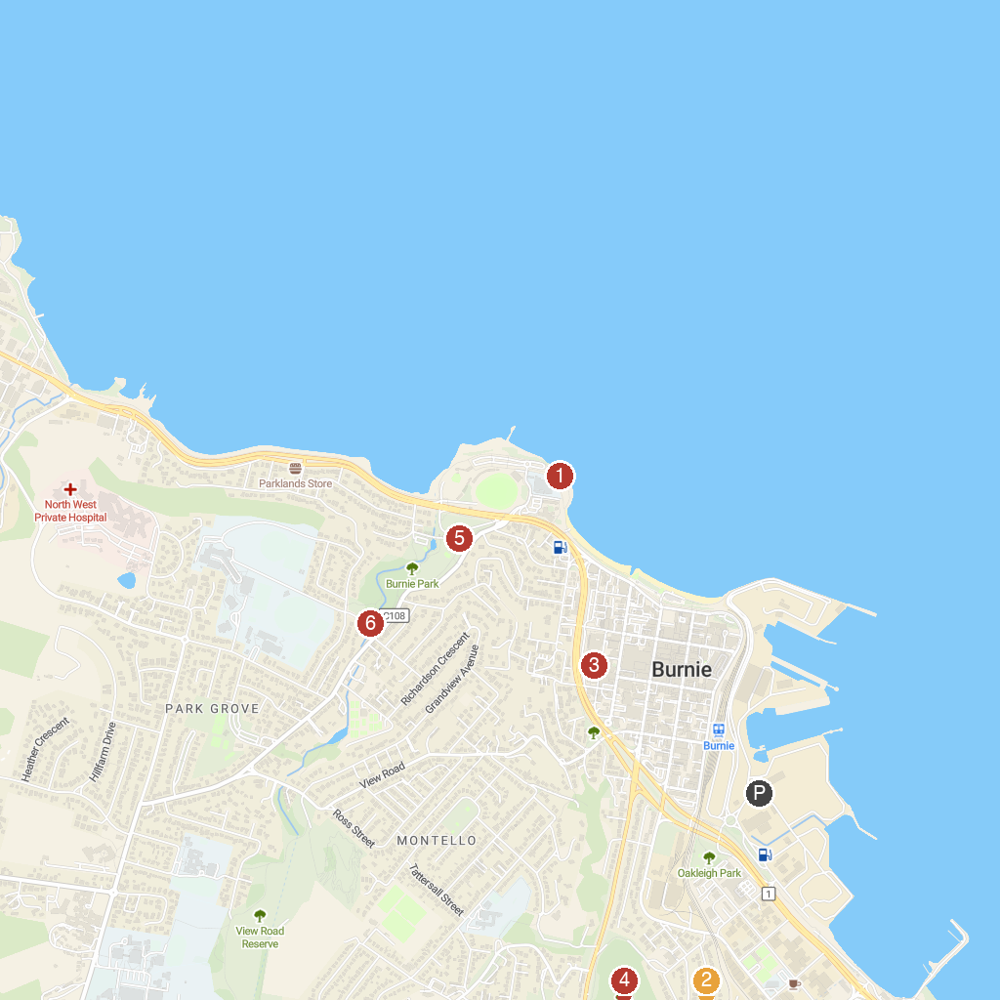 1
Parklands Store
North West
Private Hospital
5
Burnie Park
C108
6
Richardson Crescent
Grandview Avenue
3
Burnie
PARK GROVE
Heather Crescent
Hillfarm Drive
Burnie
View Road
P
Ross Street
MONTELLO
Tattersall Street
Oakleigh Park
1
View Road
Reserve
4
2